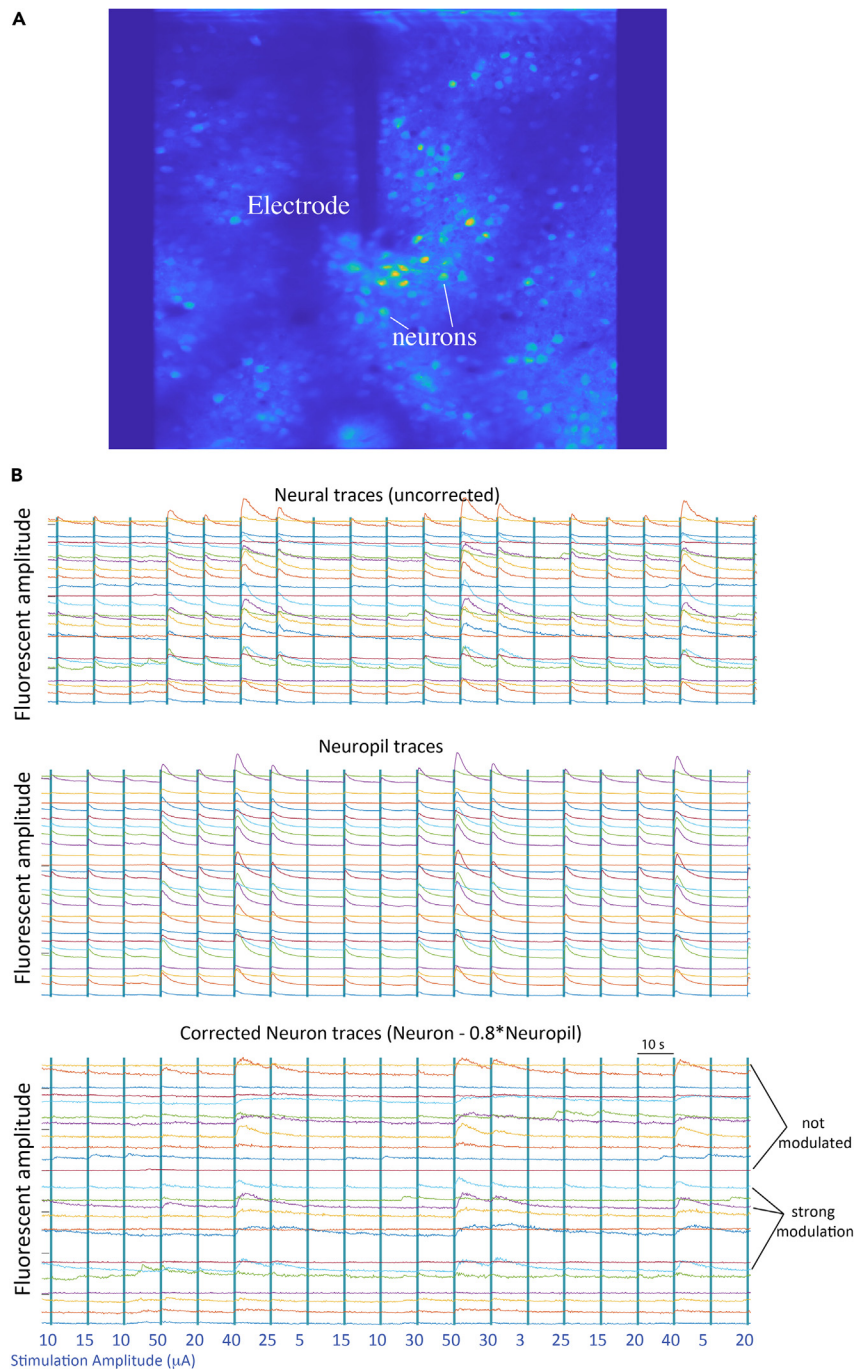 A
Electrode
neurons
B
Neural traces (uncorrected)
Fluorescent amplitude
Neuropil traces
Fluorescent amplitude
Corrected Neuron traces (Neuron - 0.8*Neuropil)
10 s
Fluorescent amplitude
not
modulated
strong
modulation
10 15 10 50 20 40 25 5 15 10 30 50 30 3 25 15 20 40 5 20
Stimulation Amplitude (μA)